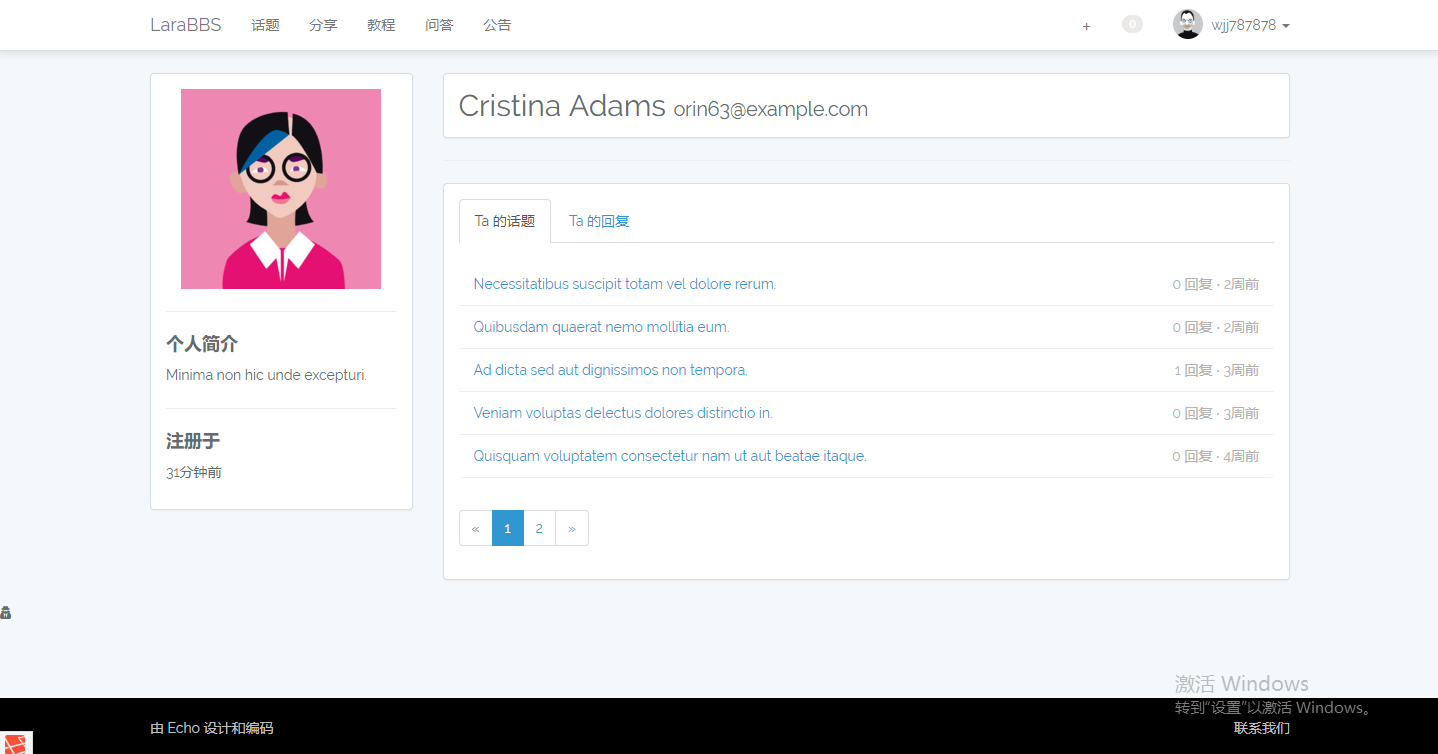 LaraBBS 话题 分享 教程 问答 公告 + 0 wjj787878
个人简介
Minima non hic unde excepturi.
注册于
31分钟前
Cristina Adams orin63@example.com
Ta 的话题 Ta 的回复
Necessitatibus suscipit totam vel dolore rerum. 0 回复 · 2周前
Quibusdam quaerat nemo mollitia eum. 0 回复 · 2周前
Ad dicta sed aut dignissimos non tempora. 1 回复 · 3周前
Veniam voluptas delectus dolores distinctio in. 0 回复 · 3周前
Quisquam voluptatem consectetur nam ut aut beatae itaque. 0 回复 · 4周前
« 1 2 »
激活 Windows
转到“设置”以激活 Windows。
由 Echo 设计和编码 联系我们